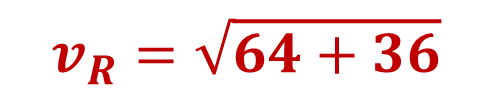 v_R = √(64 + 36)